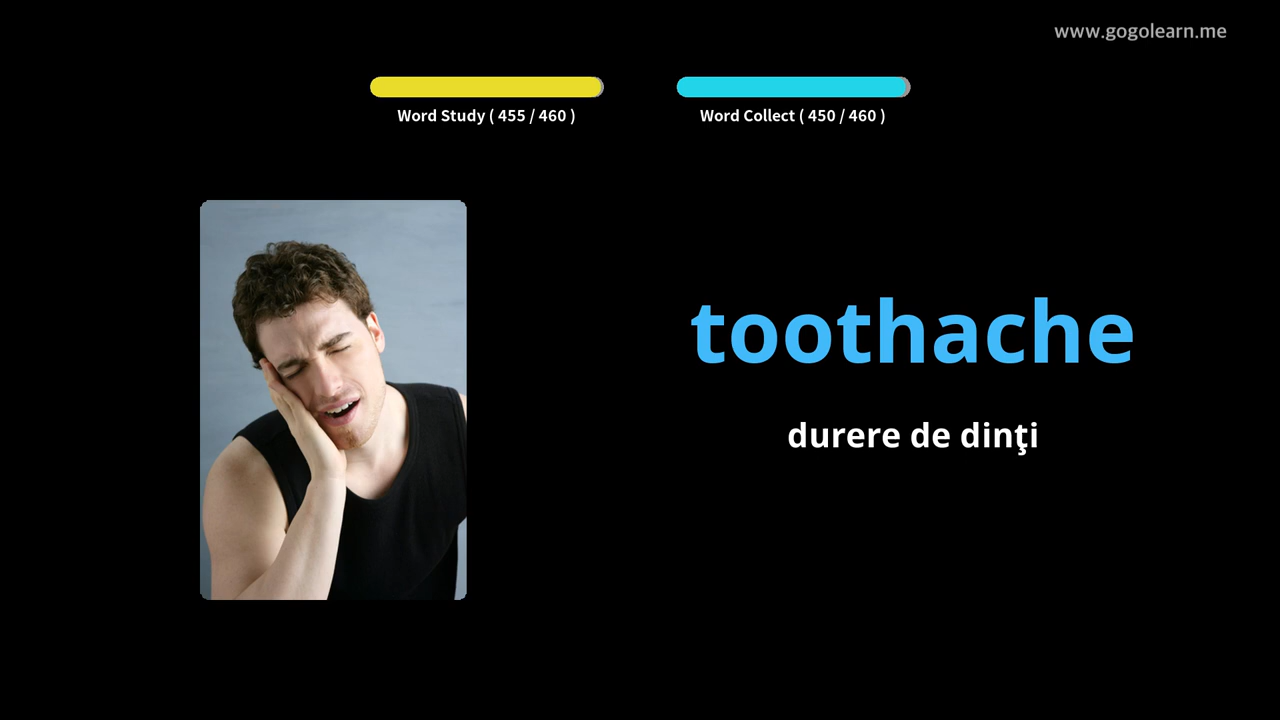 www.gogolearn.me
Word Study ( 455 / 460 )
Word Collect ( 450 / 460 )
toothache
durere de dinţi